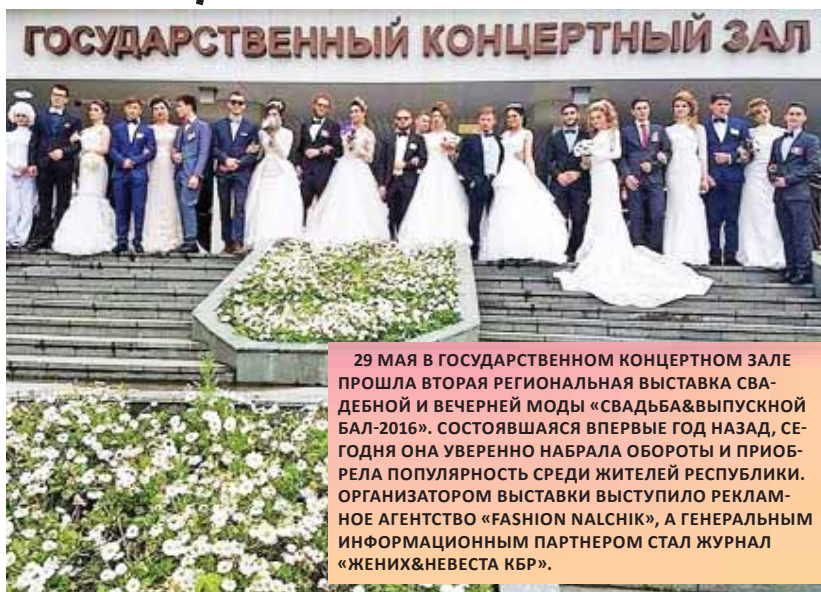 ГОСУДАРСТВЕННЫЙ КОНЦЕРТНЫЙ ЗАЛ
29 МАЯ В ГОСУДАРСТВЕННОМ КОНЦЕРТНОМ ЗАЛЕ
ПРОШЛА ВТОРАЯ РЕГИОНАЛЬНАЯ ВЫСТАВКА СВА-
ДЕБНОЙ И ВЕЧЕРНЕЙ МОДЫ «СВАДЬБА&ВЫПУСКНОЙ
БАЛ-2016». СОСТОЯВШАЯСЯ ВПЕРВЫЕ ГОД НАЗАД, СЕ-
ГОДНЯ ОНА УВЕРЕННО НАБРАЛА ОБОРОТЫ И ПРИОБ-
РЕЛА ПОПУЛЯРНОСТЬ СРЕДИ ЖИТЕЛЕЙ РЕСПУБЛИКИ.
ОРГАНИЗАТОРОМ ВЫСТАВКИ ВЫСТУПИЛО РЕКЛАМ-
НОЕ АГЕНТСТВО «FASHION NALCHIK», А ГЕНЕРАЛЬНЫМ
ИНФОРМАЦИОННЫМ ПАРТНЕРОМ СТАЛ ЖУРНАЛ
«ЖЕНИХ&НЕВЕСТА КБР».